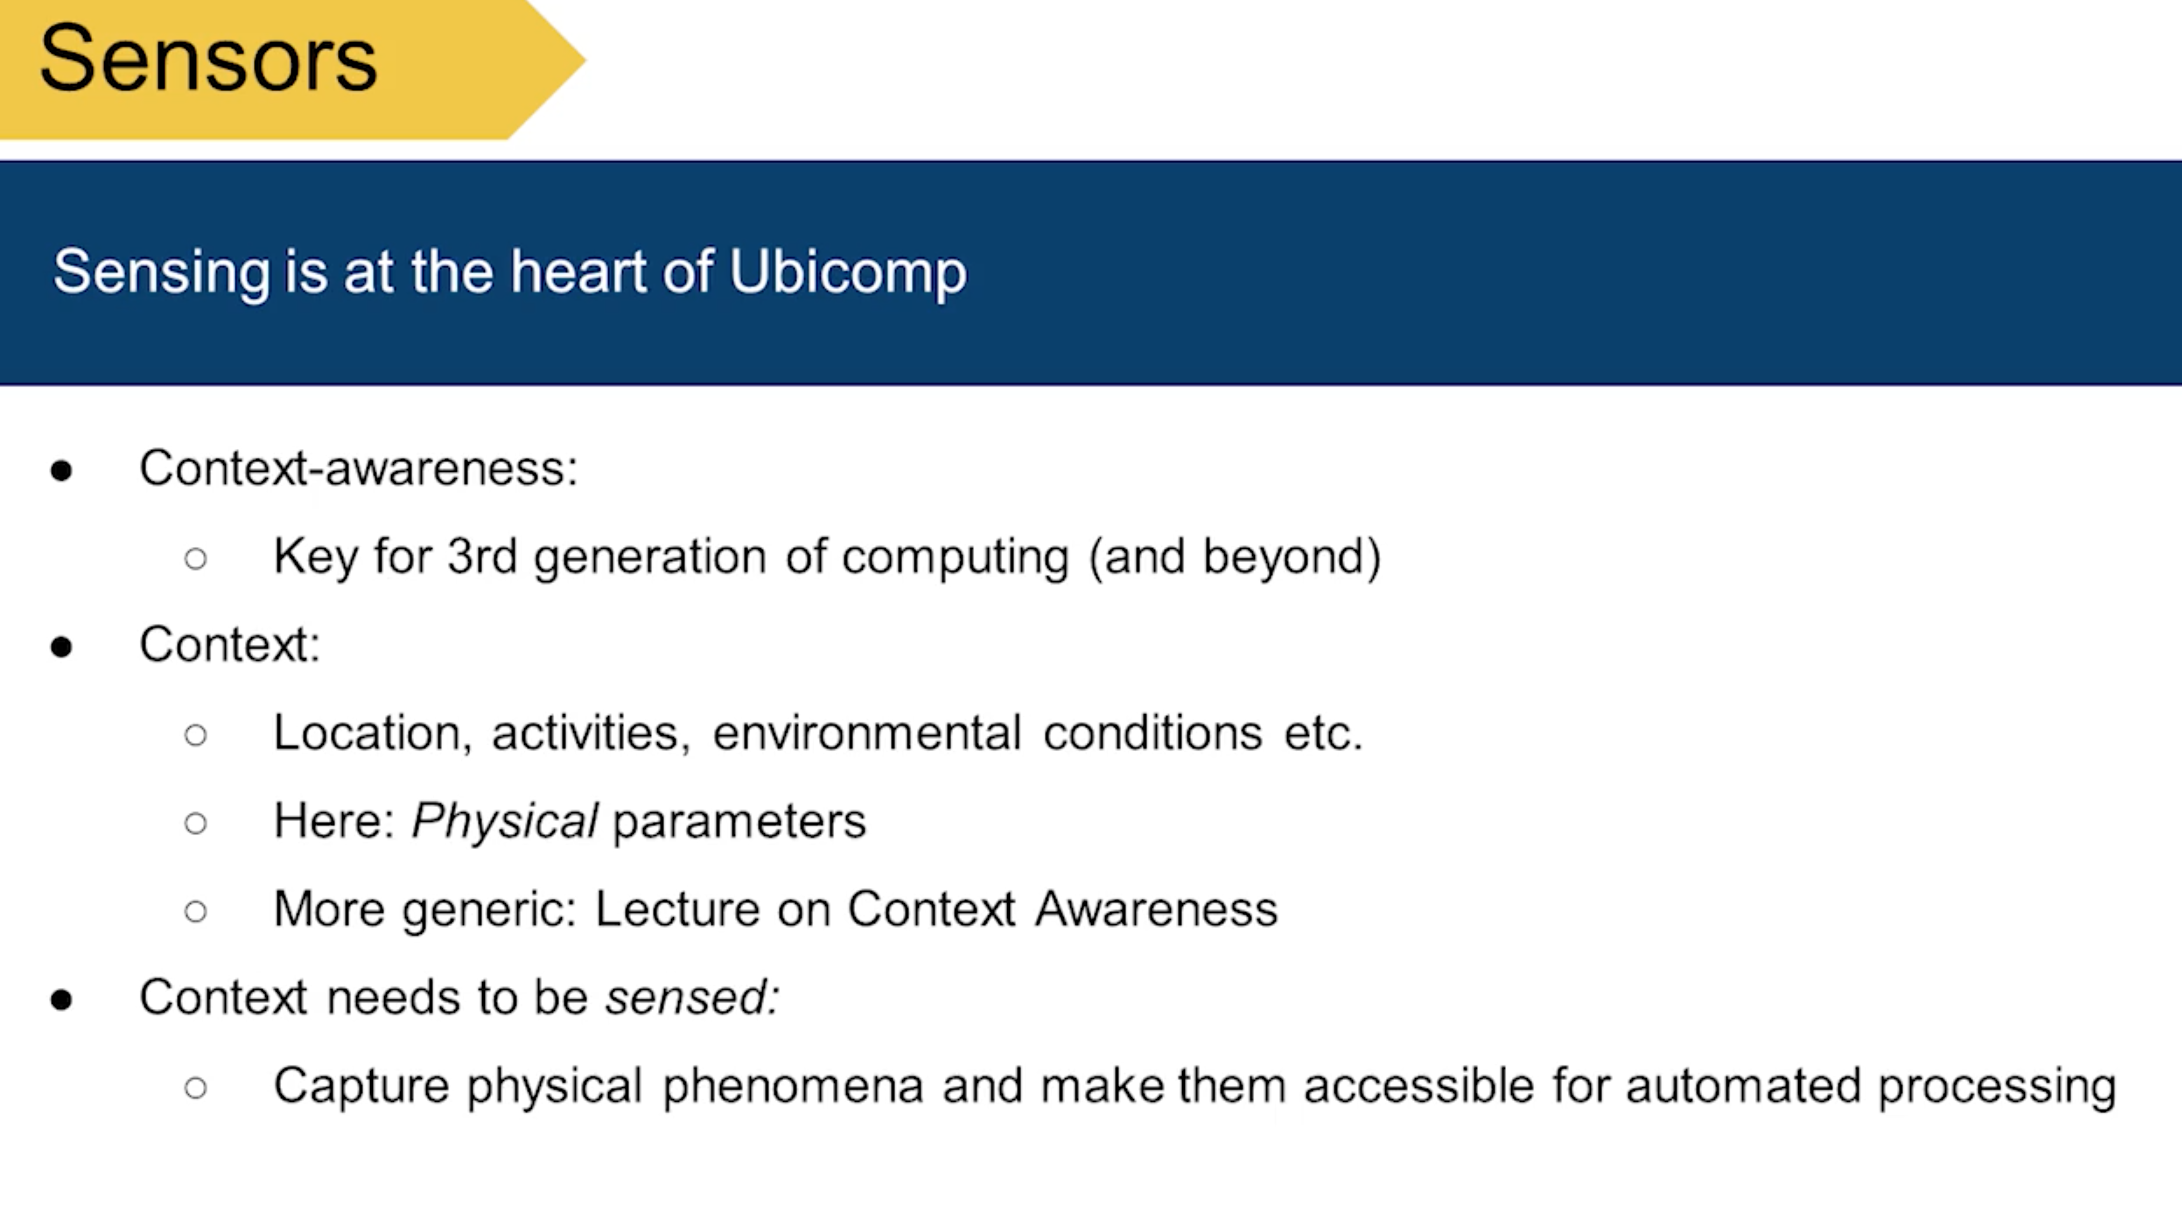 Sensors
Sensing is at the heart of Ubicomp
● Context-awareness:
○ Key for 3rd generation of computing (and beyond)
● Context:
○ Location, activities, environmental conditions etc.
○ Here: Physical parameters
○ More generic: Lecture on Context Awareness
● Context needs to be sensed:
○ Capture physical phenomena and make them accessible for automated processing